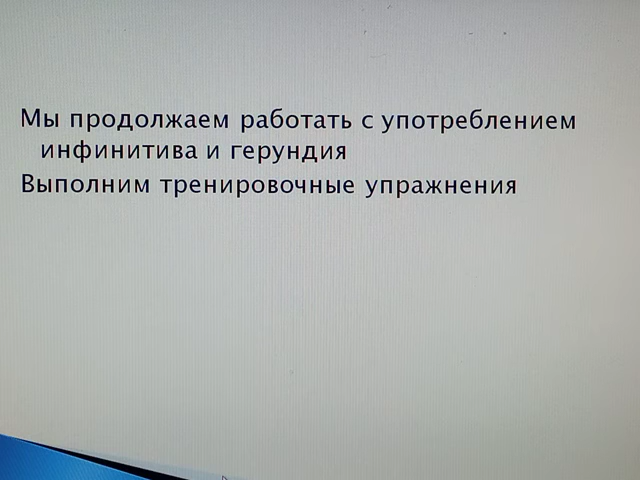 Мы продолжаем работать с употреблением
инфинитива и герундия
Выполним тренировочные упражнения